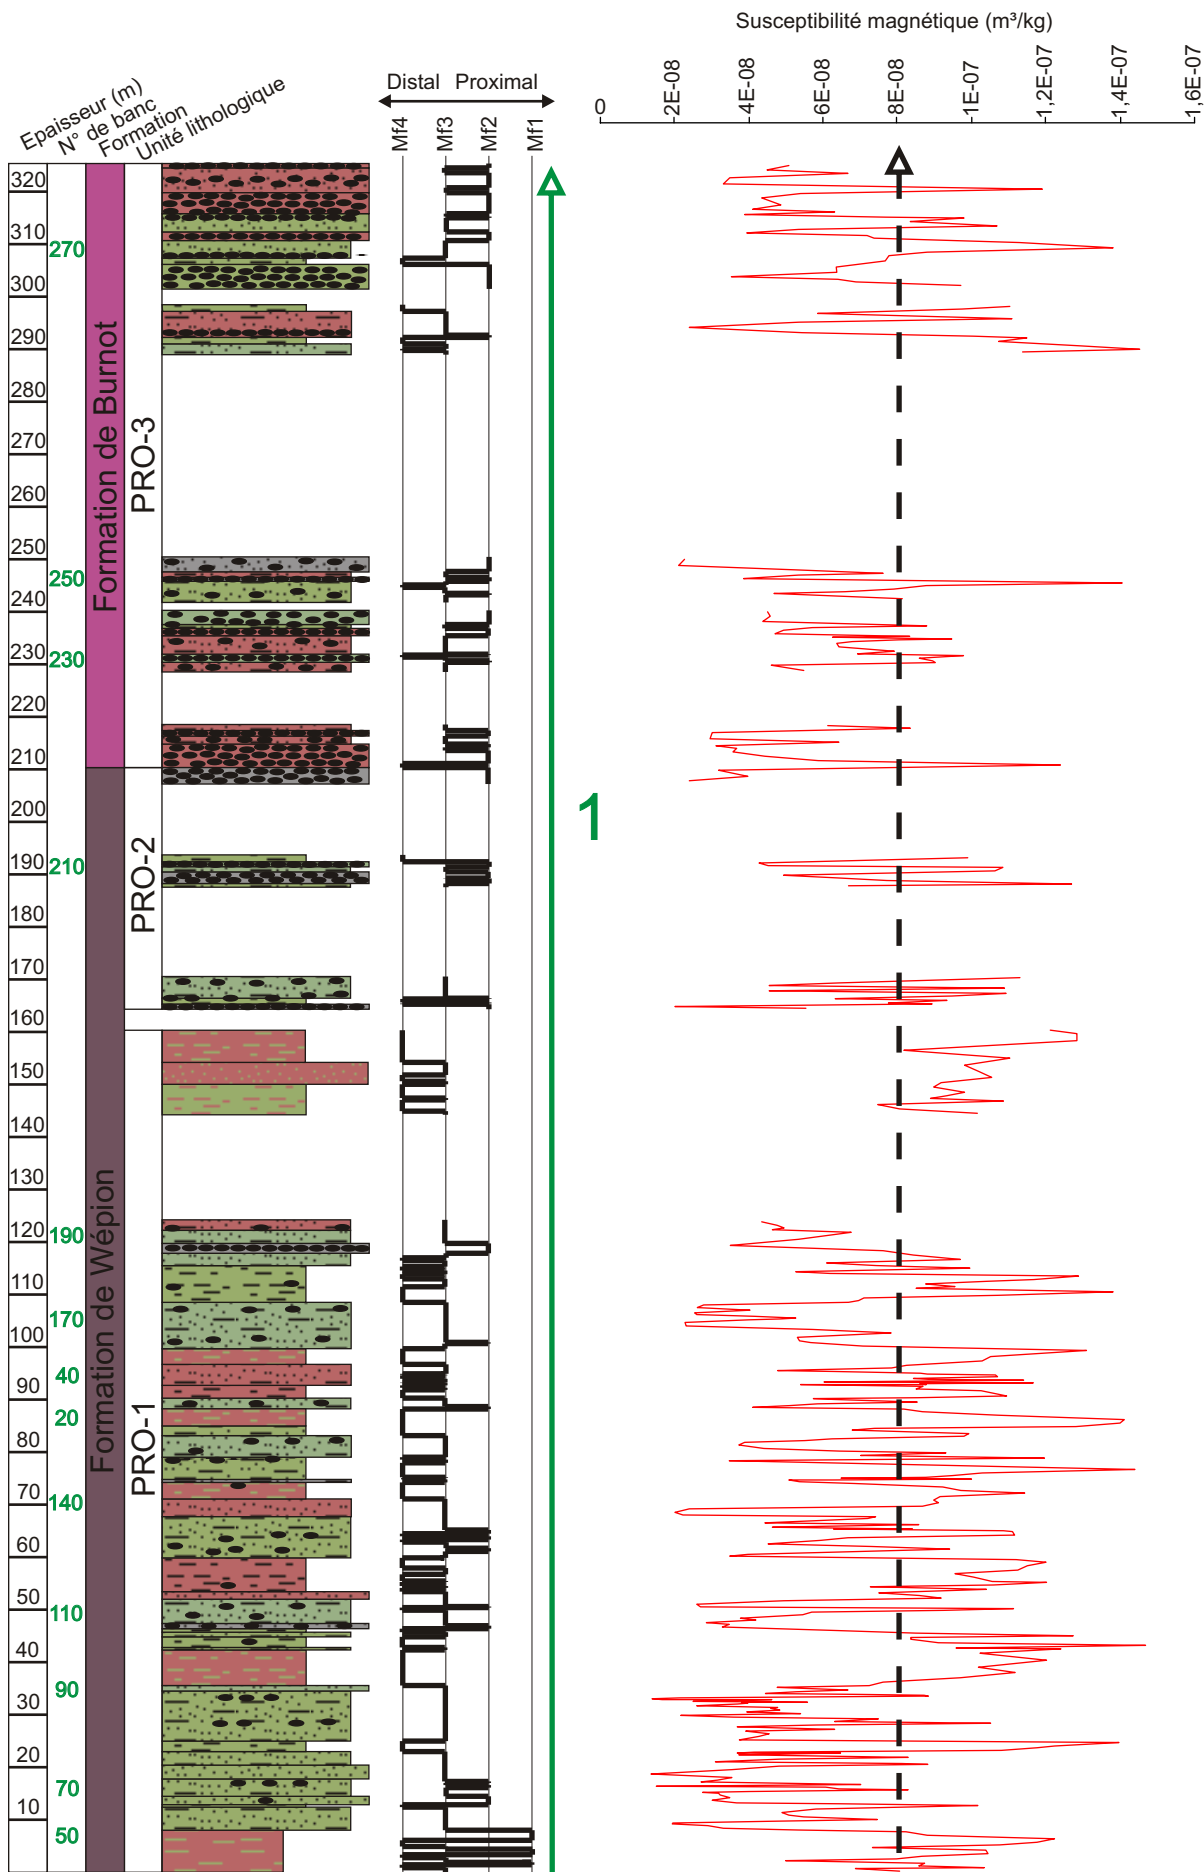 Susceptibilité magnétique (m³/kg)
0
2E-08
4E-08
6E-08
8E-08
1E-07
1,2E-07
1,4E-07
1,6E-07
Distal Proximal
Mf4
Mf3
Mf2
Mf1
Epaisseur (m)
N° de banc
Formation
Unité lithologique
320
310
300
290
280
270
260
250
240
230
220
210
200
190
180
170
160
150
140
130
120
110
100
90
80
70
60
50
40
30
20
10
270
250
230
210
190
170
40
20
140
110
90
70
50
Formation de Burnot
Formation de Wépion
PRO-3
PRO-2
PRO-1
1